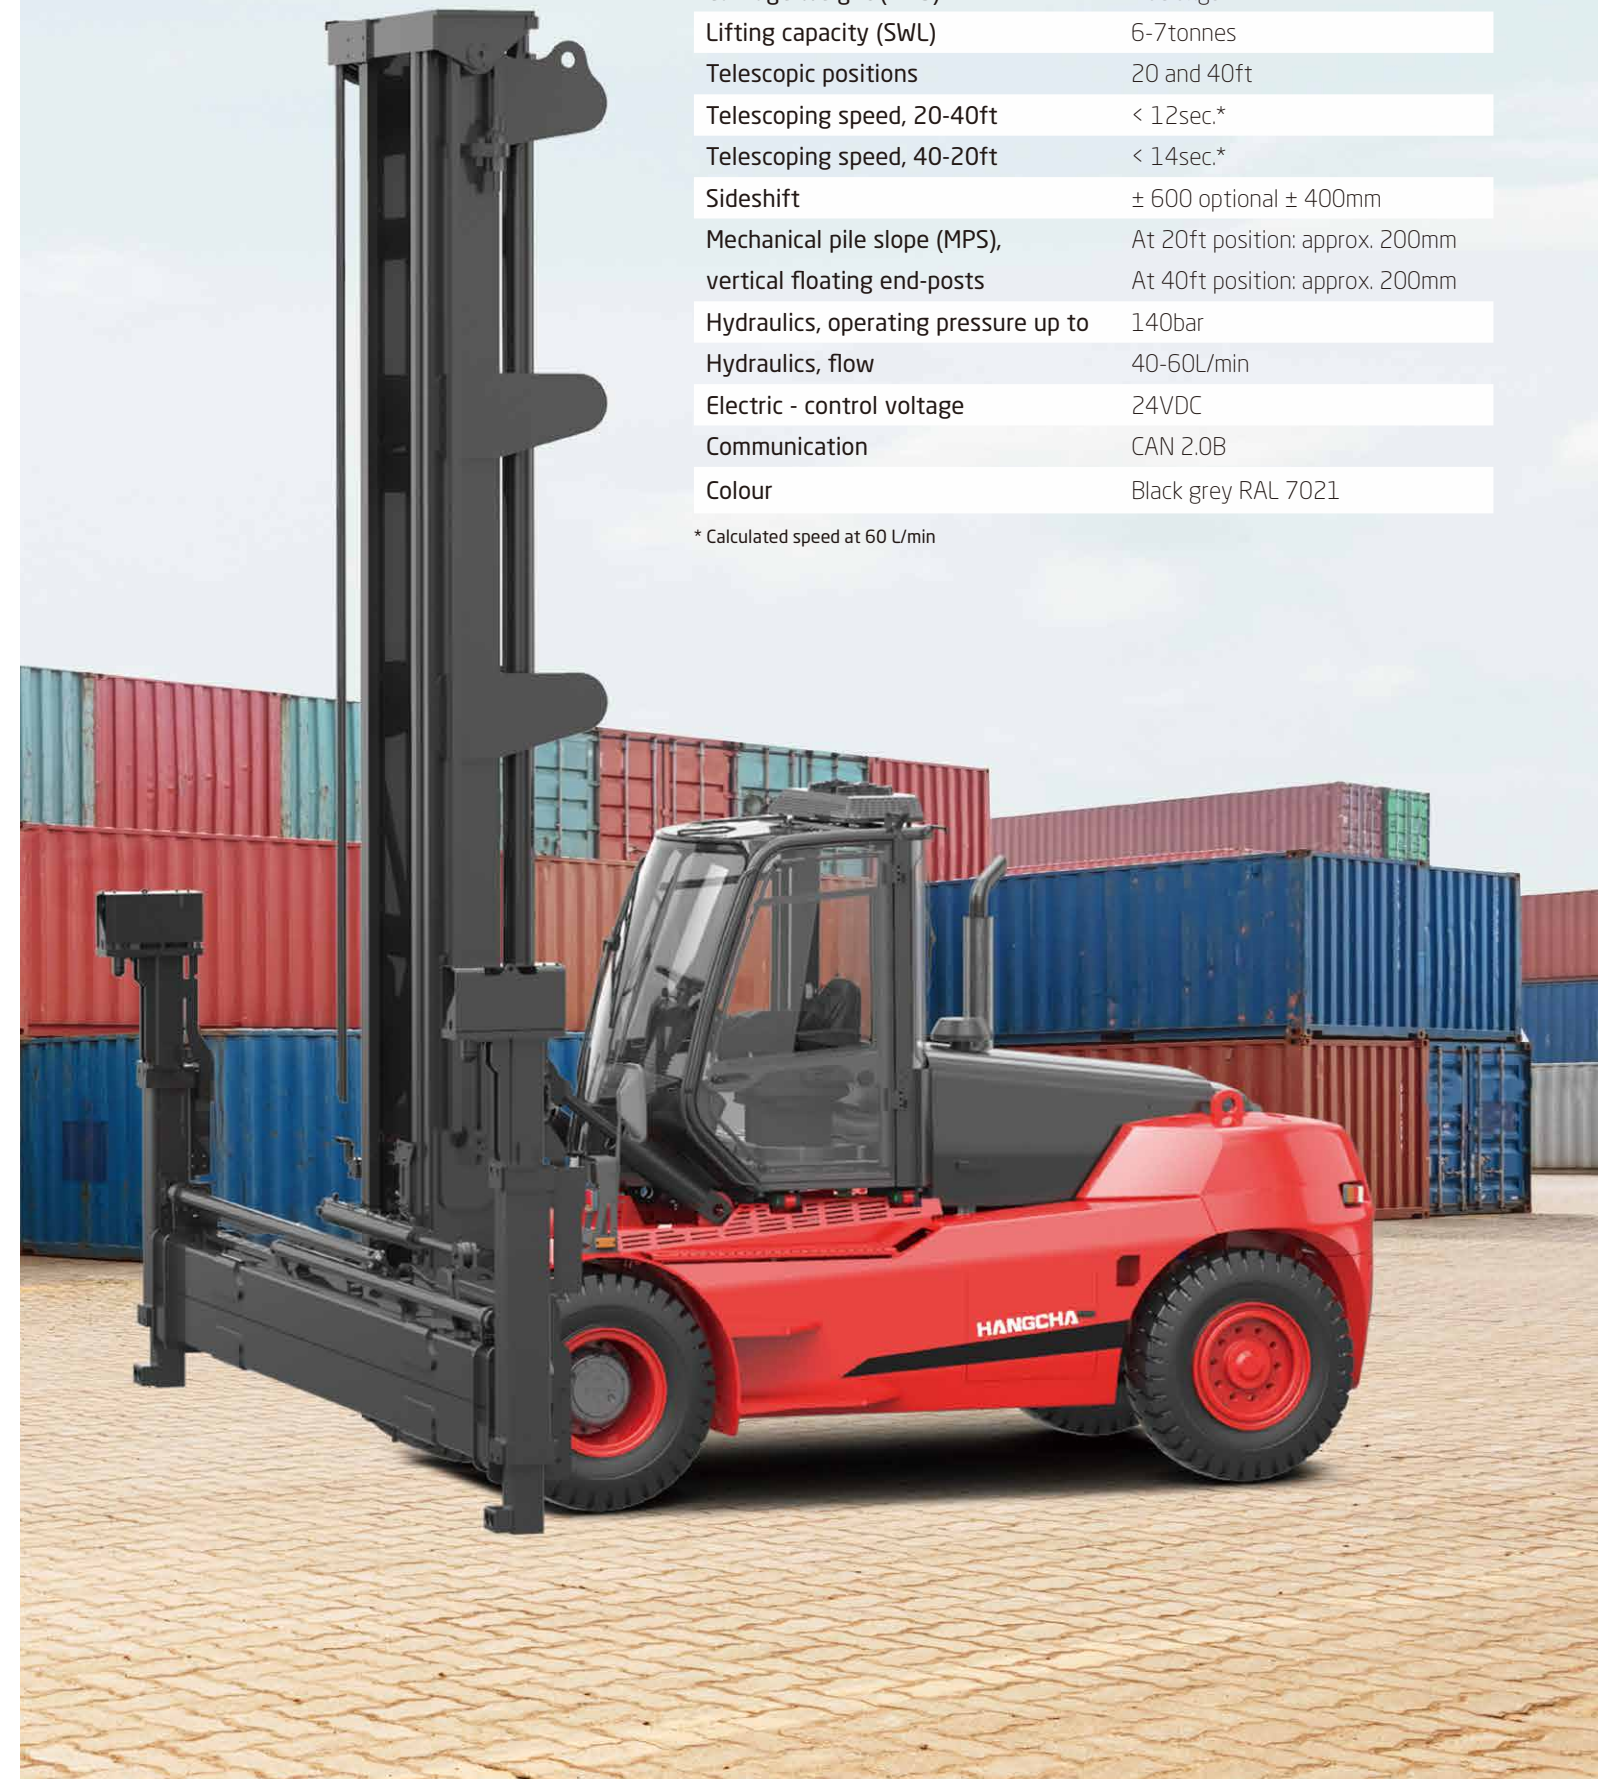 Lifting capacity (SWL) 6-7tonnes
Telescopic positions 20 and 40ft
Telescoping speed, 20-40ft < 12sec.*
Telescoping speed, 40-20ft < 14sec.*
Sideshift ± 600 optional ± 400mm
Mechanical pile slope (MPS), At 20ft position: approx. 200mm
vertical floating end-posts At 40ft position: approx. 200mm
Hydraulics, operating pressure up to 140bar
Hydraulics, flow 40-60L/min
Electric - control voltage 24VDC
Communication CAN 2.0B
Colour Black grey RAL 7021
* Calculated speed at 60 L/min
HANGCHA